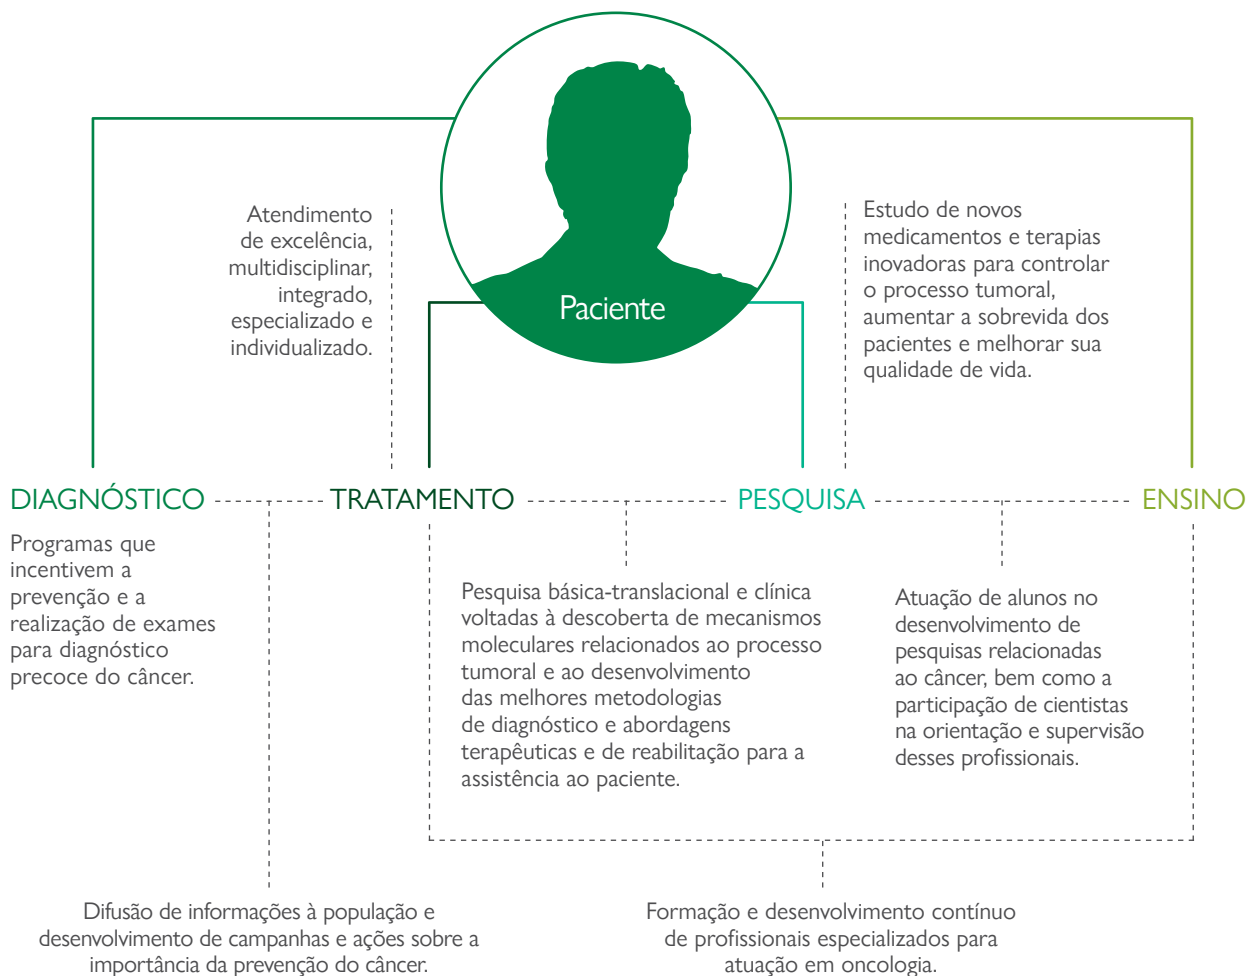 Paciente
Atendimento
de excelência,
multidisciplinar,
integrado,
especializado e
individualizado.
Estudo de novos
medicamentos e terapias
inovadoras para controlar
o processo tumoral,
aumentar a sobrevida dos
pacientes e melhorar sua
qualidade de vida.
DIAGNÓSTICO
TRATAMENTO
PESQUISA
ENSINO
Programas que
incentivem a
prevenção e a
realização de exames
para diagnóstico
precoce do câncer.
Pesquisa básica-translacional e clínica
voltadas à descoberta de mecanismos
moleculares relacionados ao processo
tumoral e ao desenvolvimento
das melhores metodologias
de diagnóstico e abordagens
terapêuticas e de reabilitação para a
assistência ao paciente.
Atuação de alunos no
desenvolvimento de
pesquisas relacionadas
ao câncer, bem como a
participação de cientistas
na orientação e supervisão
desses profissionais.
Difusão de informações à população e
desenvolvimento de campanhas e ações sobre a
importância da prevenção do câncer.
Formação e desenvolvimento contínuo
de profissionais especializados para
atuação em oncologia.